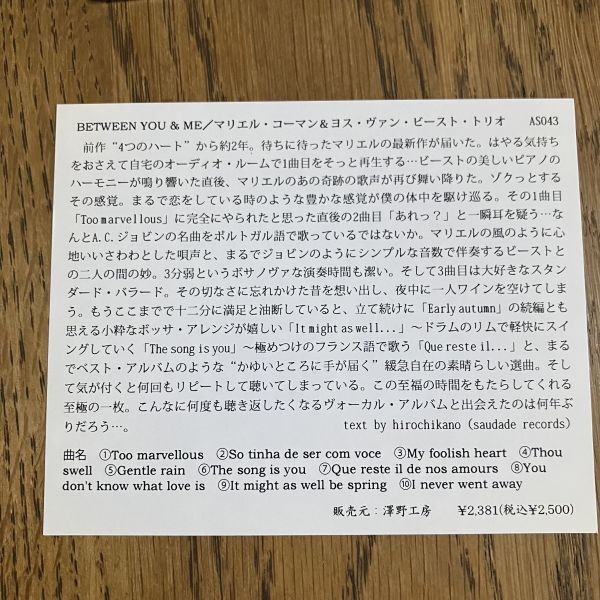 BETWEEN YOU & ME／マリエル・コーマン&ヨス・ヴァン・ビースト・トリオ　AS043
前作“4つのハート”から約2年。待ちに待ったマリエルの最新作が届いた。はやる気持ち
をおさえて自宅のオーディオ・ルームで1曲目をそっと再生する…ビーストの美しいピアノの
ハーモニーが鳴り響いた直後、マリエルのあの奇跡の歌声が再び舞い降りた。ゾクっとする
その感覚。まるで恋をしている時のような豊かな感覚が僕の体中を駆け巡る。その1曲目
「Too marvellous」に完全にやられたと思った直後の2曲目「あれっ？」と一瞬耳を疑う…な
んとA.C.ジョビンの名曲をポルトガル語で歌っているではないか。マリエルの風のように心
地いいさわわとした唄声と、まるでジョビンのようにシンプルな音数で伴奏するビーストと
の二人の間の妙。3分弱というボサノヴァな演奏時間も潔い。そして3曲目は大好きなスタン
ダード・バラード。その切なさに忘れかけた昔を想い出し、夜中に一人ワインを空けてしま
う。もうここまでで十二分に満足と油断していると、立て続けに「Early autumn」の続編とも
思える小粋なボッサ・アレンジが嬉しい「It might as well...」～ドラムのリムで軽快にスイ
ングしていく「The song is you」～極めつけのフランス語で歌う「Que reste il...」と、まる
でベスト・アルバムのような“かゆいところに手が届く”緩急自在の素晴らしい選曲。そし
て気が付くと何回もリピートして聴いてしまっている。この至福の時間をもたらしてくれる
至極の一枚。こんなに何度も聴き返したくなるヴォーカル・アルバムと出会えたのは何年ぶ
りだろう…。　text by hirochikano (saudade records)
曲名　①Too marvellous　②So tinha de ser com voce　③My foolish heart　④Thou
swell　⑤Gentle rain　⑥The song is you　⑦Que reste il de nos amours　⑧You
don't know what love is　⑨It might as well be spring　⑩I never went away
販売元：澤野工房　¥2,381(税込¥2,500)